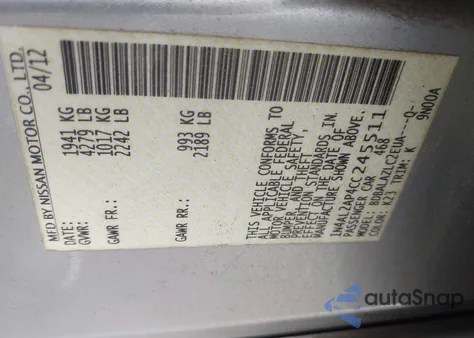 MFD BY NISSAN MOTOR CO., LTD.
DATE: 04/12
GVWR: 1941 KG
4279 LB
GAWR FR: 1017 KG
2242 LB
GAWR RR: 993 KG
2189 LB
THIS VEHICLE CONFORMS TO
ALL APPLICABLE FEDERAL
MOTOR VEHICLE SAFETY,
BUMPER, AND THEFT
PREVENTION STANDARDS IN
EFFECT ON THE DATE OF
MANUFACTURE SHOWN ABOVE.
1N4AL2AP4CC245511
PASSENGER CAR
MODEL: 
COLOR: K23 TRIM: K
9N00A
autoSnap